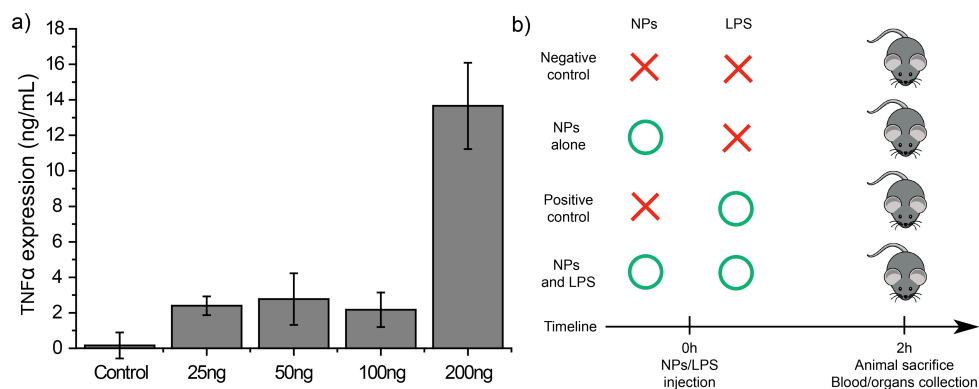 a)
TNFα expression (ng/mL)
18
16
14
12
10
8
6
4
2
0
Control
25ng
50ng
100ng
200ng
b)
NPs
LPS
Negative
control
NPs
alone
Positive
control
NPs
and LPS
Timeline
0h
NPs/LPS
injection
2h
Animal sacrifice
Blood/organs collection